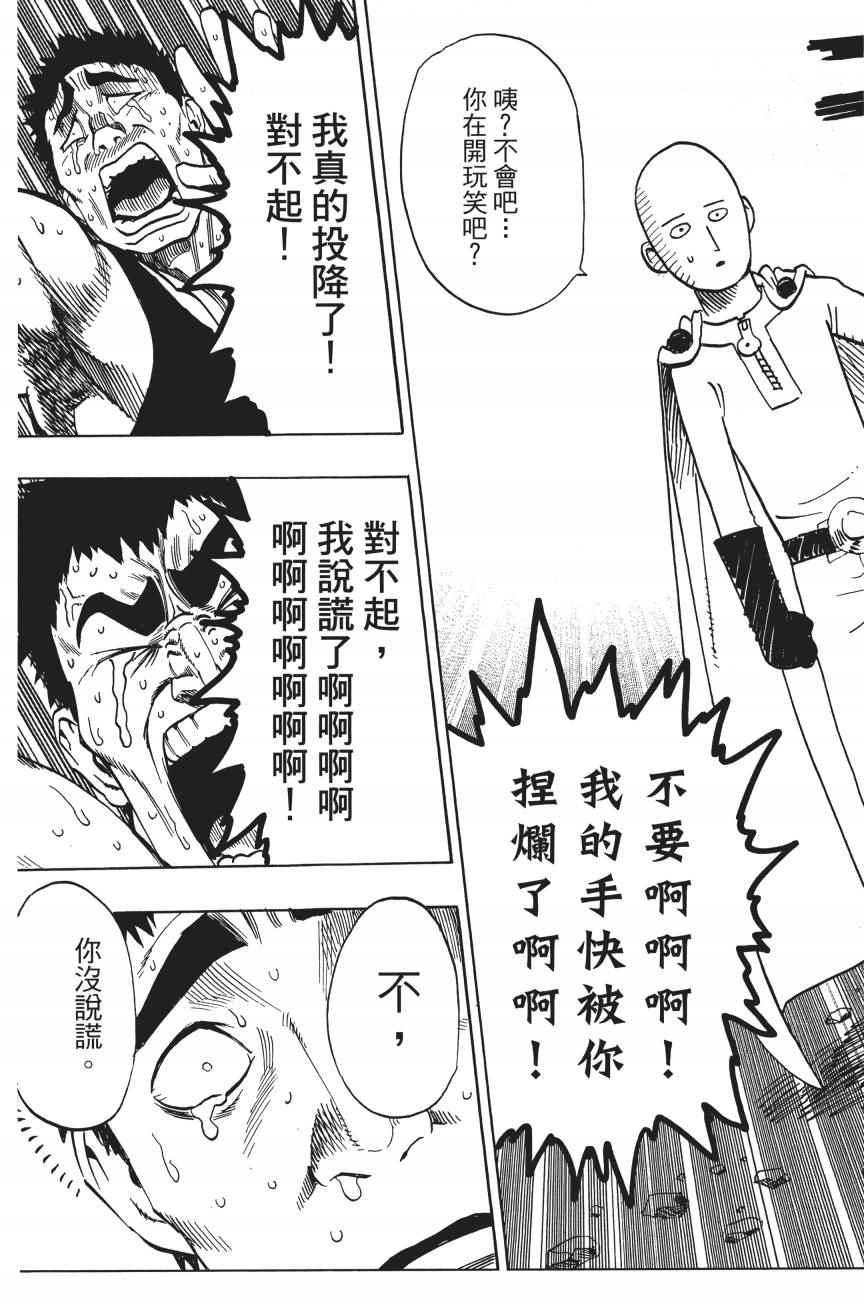 咦？不會吧…
你在開玩笑吧？
不要啊啊啊！
我的手快被你
捏爛了啊啊！
我真的投降了！
對不起！
對不起，
我說謊了啊啊啊啊
啊啊啊啊啊啊啊！
不，
你沒說謊。